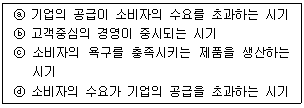 ⓐ 기업의 공급이 소비자의 수요를 초과하는 시기
ⓑ 고객중심의 경영이 중시되는 시기
ⓒ 소비자의 욕구를 충족시키는 제품을 생산하는
시기
ⓓ 소비자의 수요가 기업의 공급을 초과하는 시기